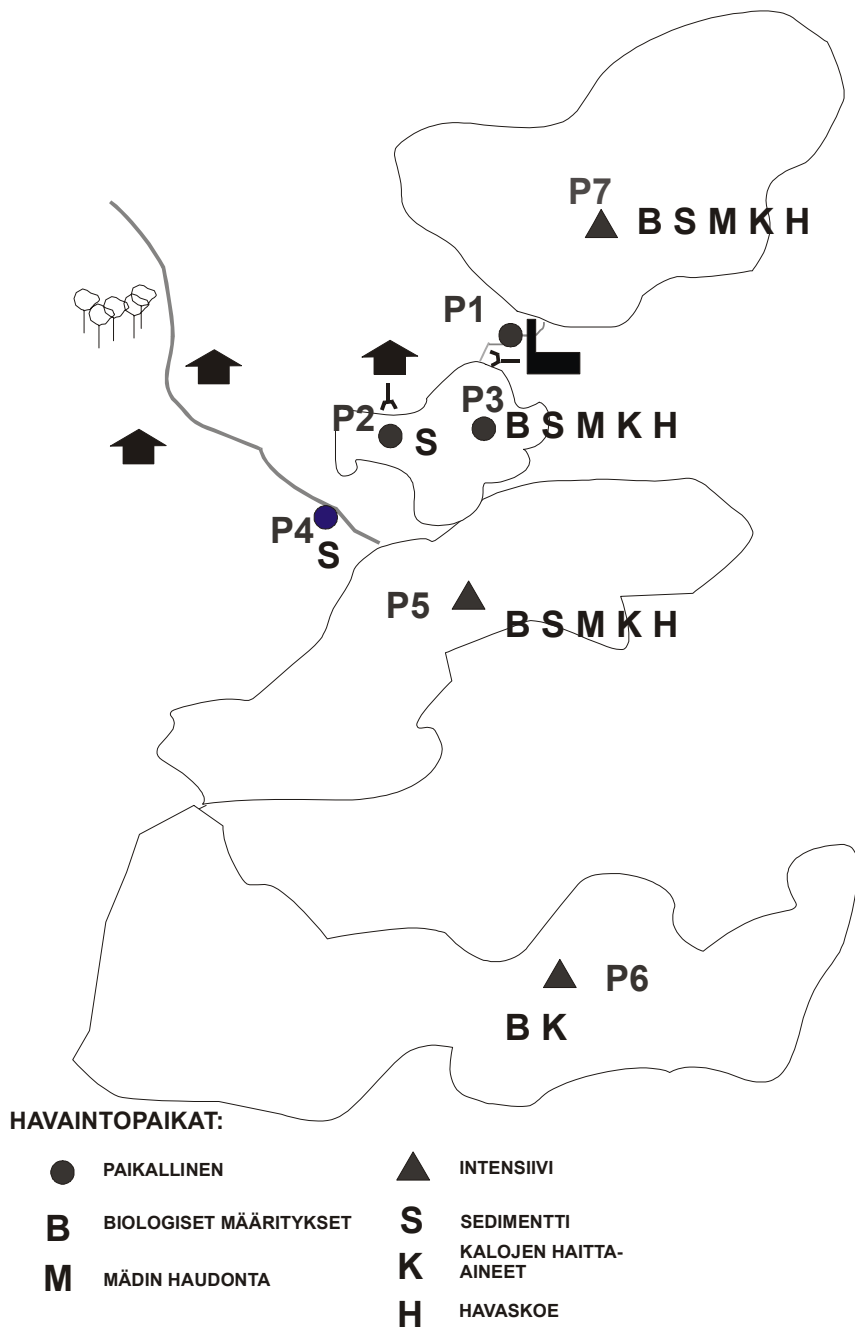 P7
B S M K H
P1
P2
S
P3
B S M K H
P4
S
P5
B S M K H
P6
B K
HAVAINTOPAIKAT:
PAIKALLINEN
INTENSIIVI
B BIOLOGISET MÄÄRITYKSET
S SEDIMENTTI
M MÄDIN HAUDONTA
K KALOJEN HAITTA-
AINEET
H HAVASKOE